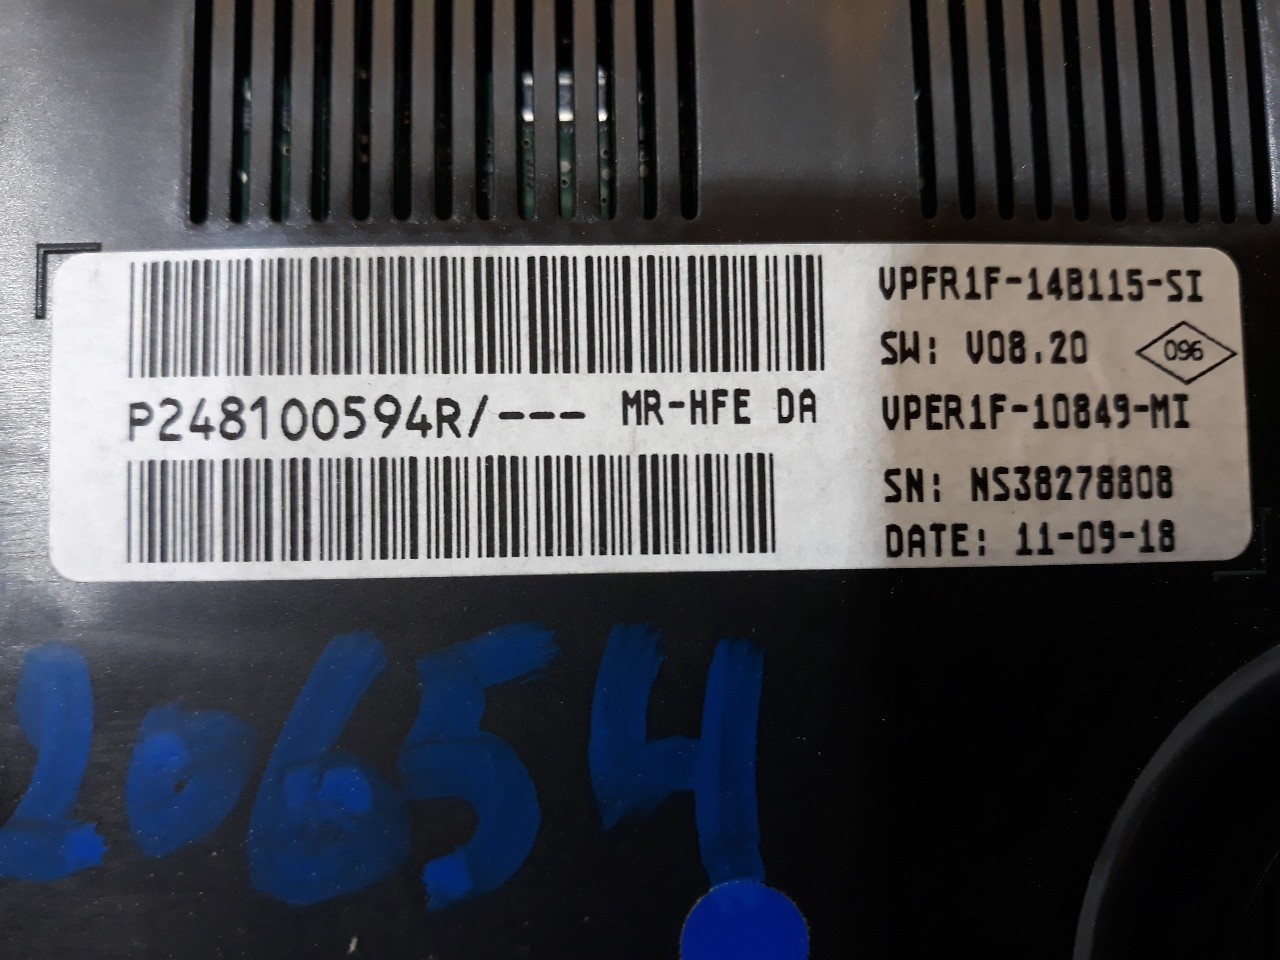 VPFR1F-14B115-SI
SW: V08.20
096
P248100594R/--- MR-HFE DA
VPER1F-10849-MI
SN: NS38278808
DATE: 11-09-18
20654